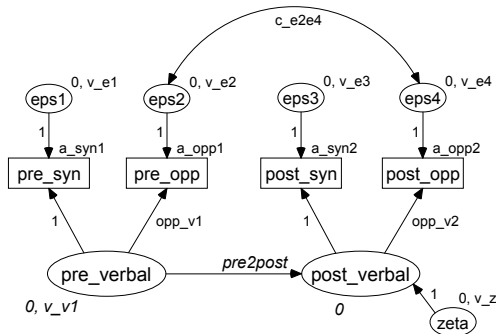 c_e2e4
0, v_e1
0, v_e2
0, v_e3
0, v_e4
eps1
eps2
eps3
eps4
1
1
1
1
a_syn1
a_opp1
a_syn2
a_opp2
pre_syn
pre_opp
post_syn
post_opp
1
opp_v1
1
opp_v2
pre_verbal
pre2post
post_verbal
0, v_v1
0
1
0, v_z
zeta